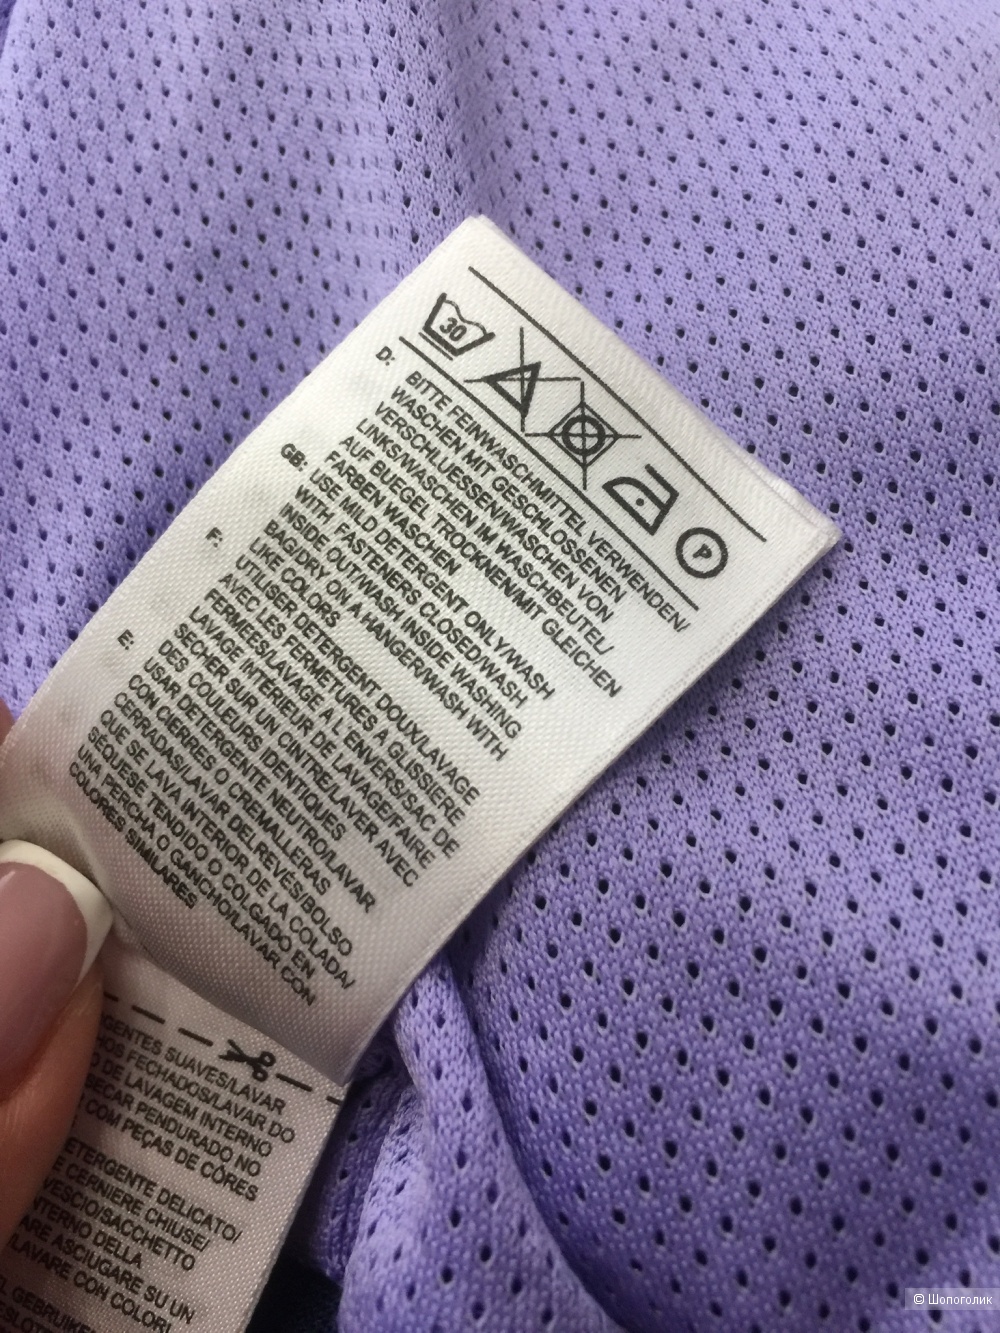 30
P
D: BITTE FEINWASCHMITTEL VERWENDEN/
WASCHEN MIT GESCHLOSSENEN
VERSCHLUESSEN/WASCHEN VON
LINKS/WASCHEN IM WASCHBEUTEL/
AUF BUEGEL TROCKNEN/MIT GLEICHEN
FARBEN WASCHEN
GB: USE MILD DETERGENT ONLY/WASH
WITH FASTENERS CLOSED/WASH
INSIDE OUT/WASH INSIDE WASHING
BAG/DRY ON A HANGER/WASH WITH
LIKE COLORS
F: UTILISER DETERGENT DOUX/LAVAGE
AVEC LES FERMETURES A GLISSIERE
FERMEES/LAVAGE A L'ENVERS/SAC DE
LAVAGE INTERIEUR DE LAVAGE/FAIRE
SECHER SUR UN CINTRE/LAVER AVEC
DES COULEURS IDENTIQUES
E: USAR DETERGENTE NEUTRO/LAVAR
CON CIERRES O CREMALLERAS
CERRADAS/LAVAR DEL REVÉS/BOLSO
QUE SE LAVA INTERIOR DE LA COLADA/
SÉQUESE TENDIDO O COLGADO EN
UNA PERCHA O GANCHO/LAVAR CON
COLORES SIMILARES
GENTES SUAVES/LAVAR
HOS FECHADOS/LAVAR DO
DE LAVAGEM INTERNO
SECAR PENDURADO NO
COM PEÇAS DE CÔRES
ETERGENTE DELICATO/
E CERNIERE CHIUSE/
VESCIO/SACCHETTO
NTERNO DELLA
ARE ASCIUGARE SU UN
LAVARE CON COLORI
GEBRUIKE
© Шопоголик